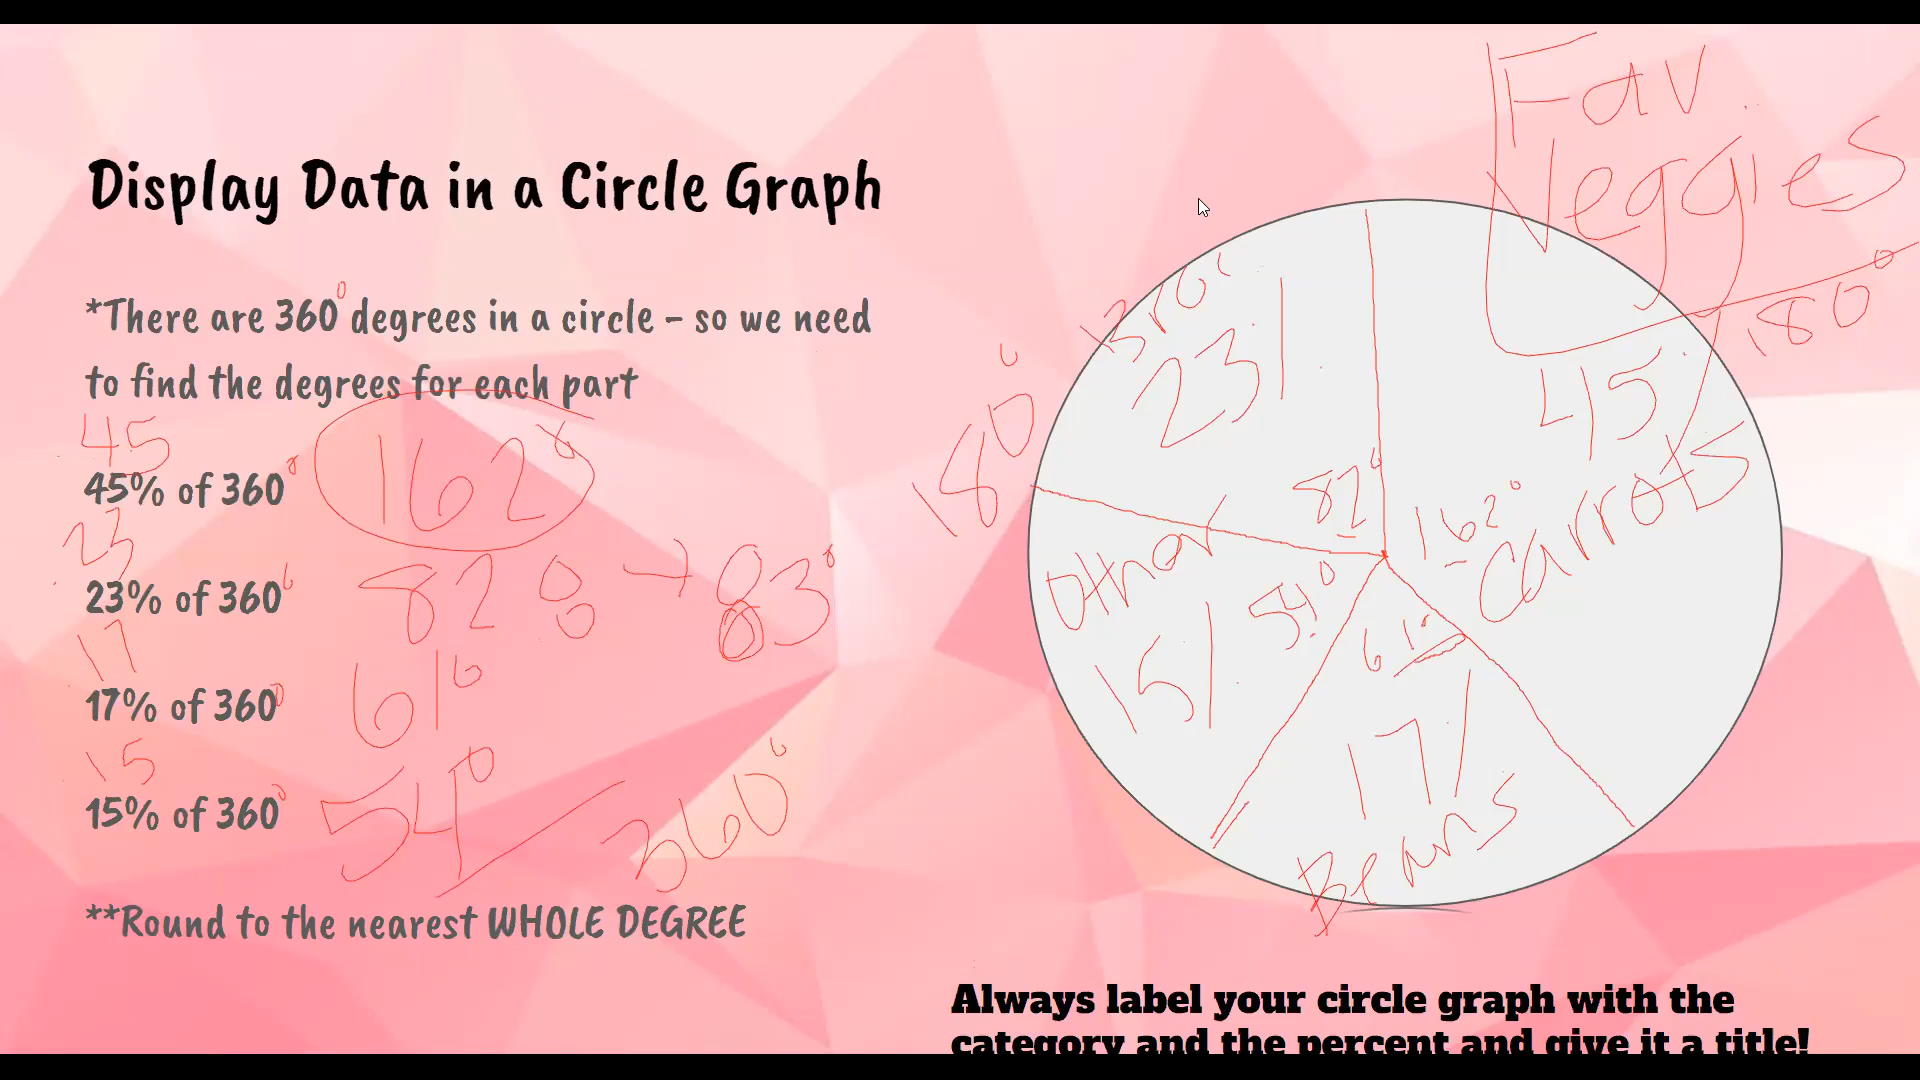 Fav.
Veggies
Display Data in a Circle Graph
*There are 360° degrees in a circle – so we need
to find the degrees for each part
45
45% of 360° 162°
23
23% of 360° 82 8 → 83°
17
17% of 360° 61°
15
15% of 360° 54° 360°
**Round to the nearest WHOLE DEGREE
180°
180°
23/
45
82°
162°
Carrots
Other
54°
61°
15/
17/
Beans
Always label your circle graph with the
category and the percent and give it a title!